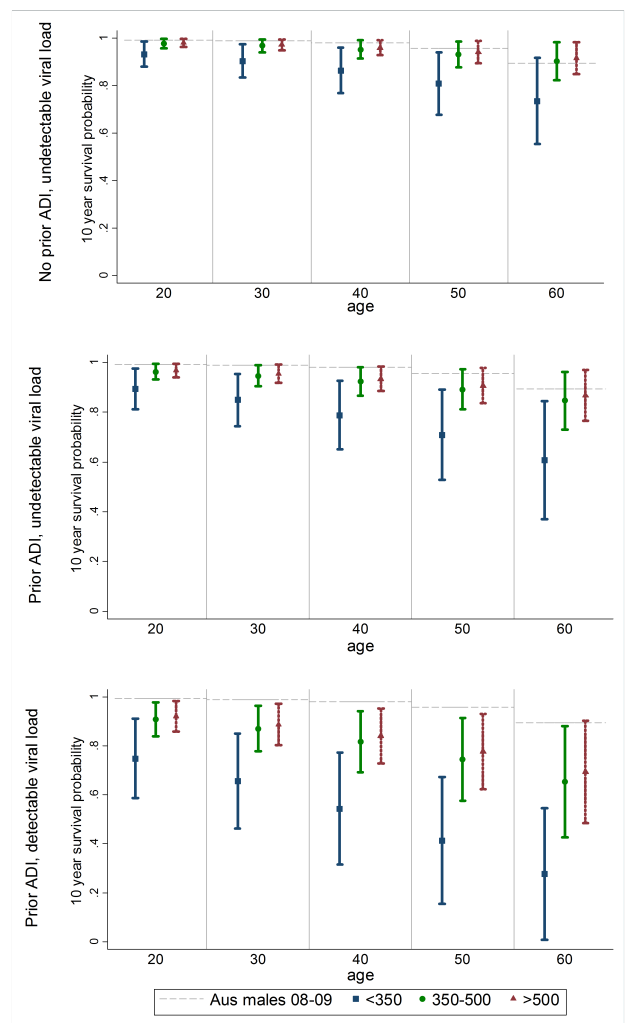 No prior ADI, undetectable viral load
10 year survival probability
1
.8
.6
.4
.2
0
20 30 40 50 60
age
Prior ADI, undetectable viral load
10 year survival probability
1
.8
.6
.4
.2
0
20 30 40 50 60
age
Prior ADI, detectable viral load
10 year survival probability
1
.8
.6
.4
.2
0
20 30 40 50 60
age
Aus males 08-09 <350 350-500 >500